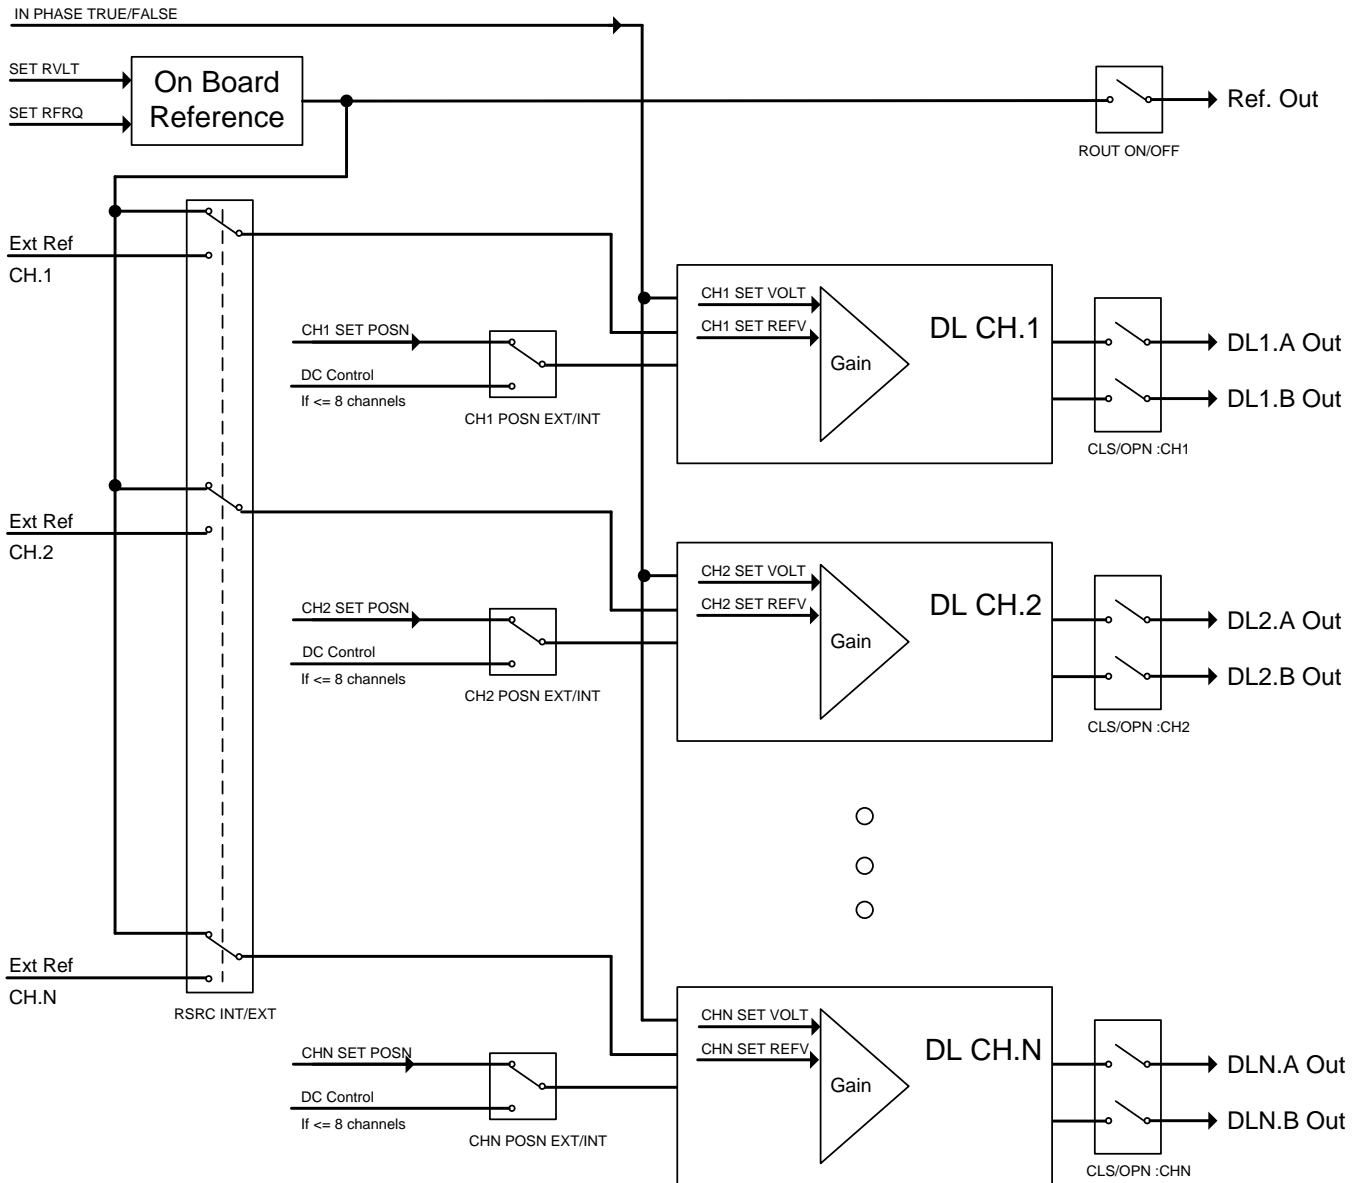 IN PHASE TRUE/FALSE
SET RVLT
SET RFRQ
On Board
Reference
Ref. Out
ROUT ON/OFF
Ext Ref
CH.1
CH1 SET POSN
DC Control
If <= 8 channels
CH1 POSN EXT/INT
CH1 SET VOLT
CH1 SET REFV
Gain
DL CH.1
DL1.A Out
DL1.B Out
CLS/OPN :CH1
Ext Ref
CH.2
CH2 SET POSN
DC Control
If <= 8 channels
CH2 POSN EXT/INT
CH2 SET VOLT
CH2 SET REFV
Gain
DL CH.2
DL2.A Out
DL2.B Out
CLS/OPN :CH2
Ext Ref
CH.N
RSRC INT/EXT
CHN SET POSN
DC Control
If <= 8 channels
CHN POSN EXT/INT
CHN SET VOLT
CHN SET REFV
Gain
DL CH.N
DLN.A Out
DLN.B Out
CLS/OPN :CHN